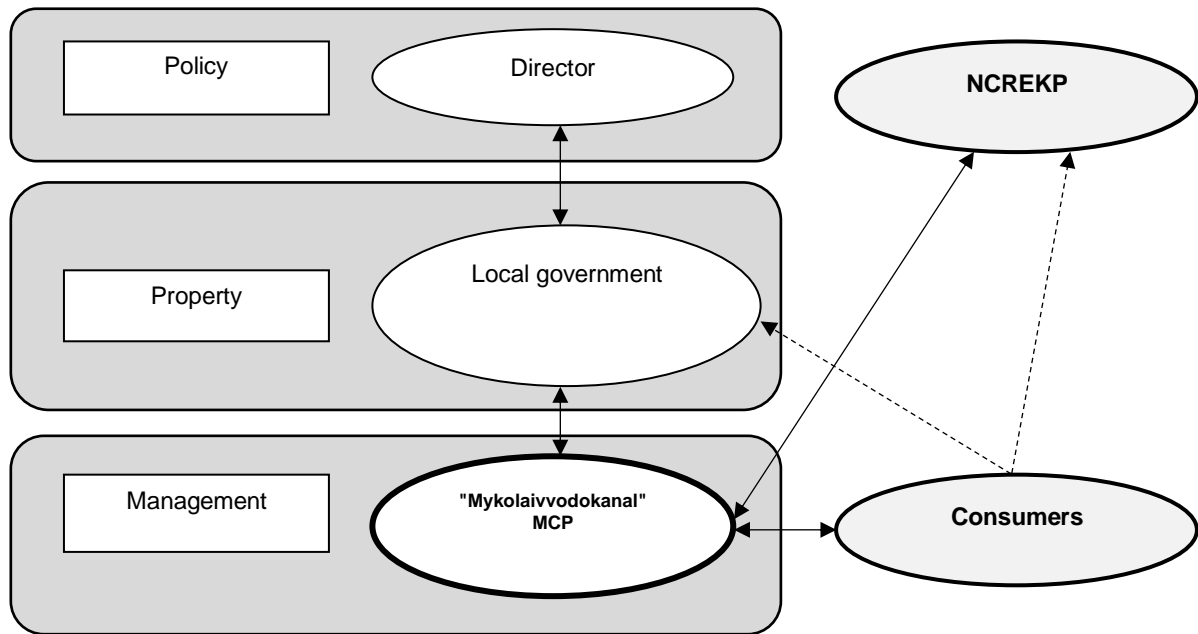 Policy
Director
NCREKP
Property
Local government
Management
"Mykolaivvodokanal"
MCP
Consumers